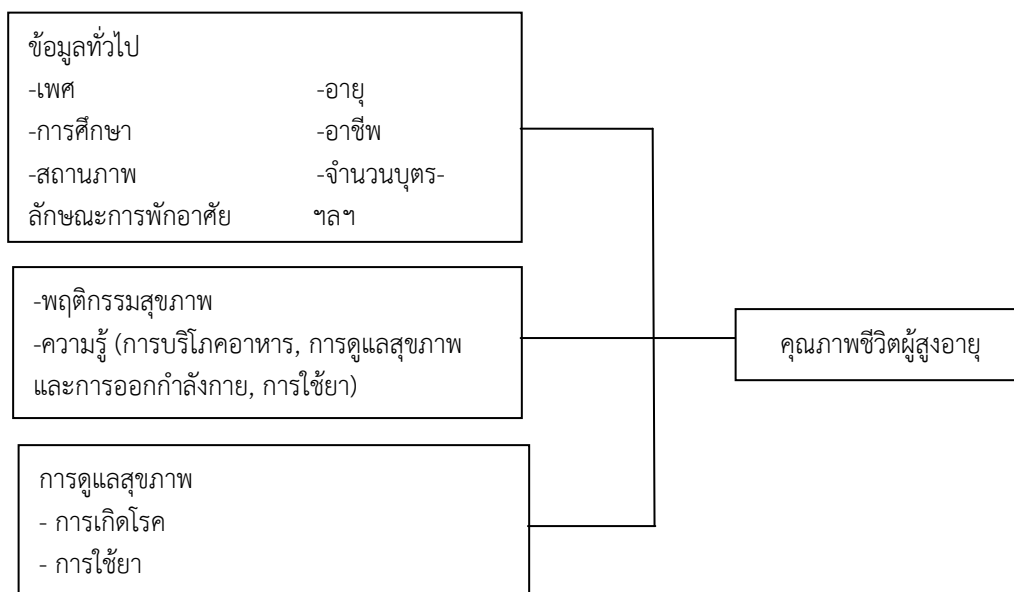 ข้อมูลทั่วไป
-เพศ -อายุ
-การศึกษา -อาชีพ
-สถานภาพ -จำนวนบุตร-
ลักษณะการพักอาศัย ฯลฯ
-พฤติกรรมสุขภาพ
-ความรู้ (การบริโภคอาหาร, การดูแลสุขภาพ
และการออกกำลังกาย, การใช้ยา)
คุณภาพชีวิตผู้สูงอายุ
การดูแลสุขภาพ
- การเกิดโรค
- การใช้ยา